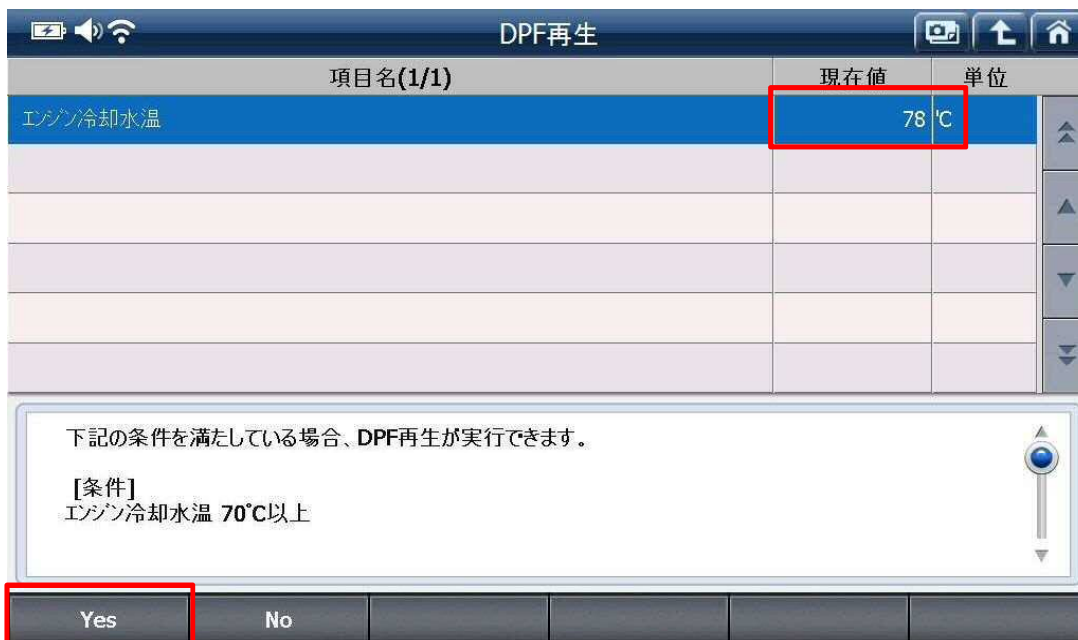 DPF再生
項目名(1/1) 現在値 単位
エンジン冷却水温 78 ℃
下記の条件を満たしている場合、DPF再生が実行できます。
[条件]
エンジン冷却水温 70℃以上
Yes No